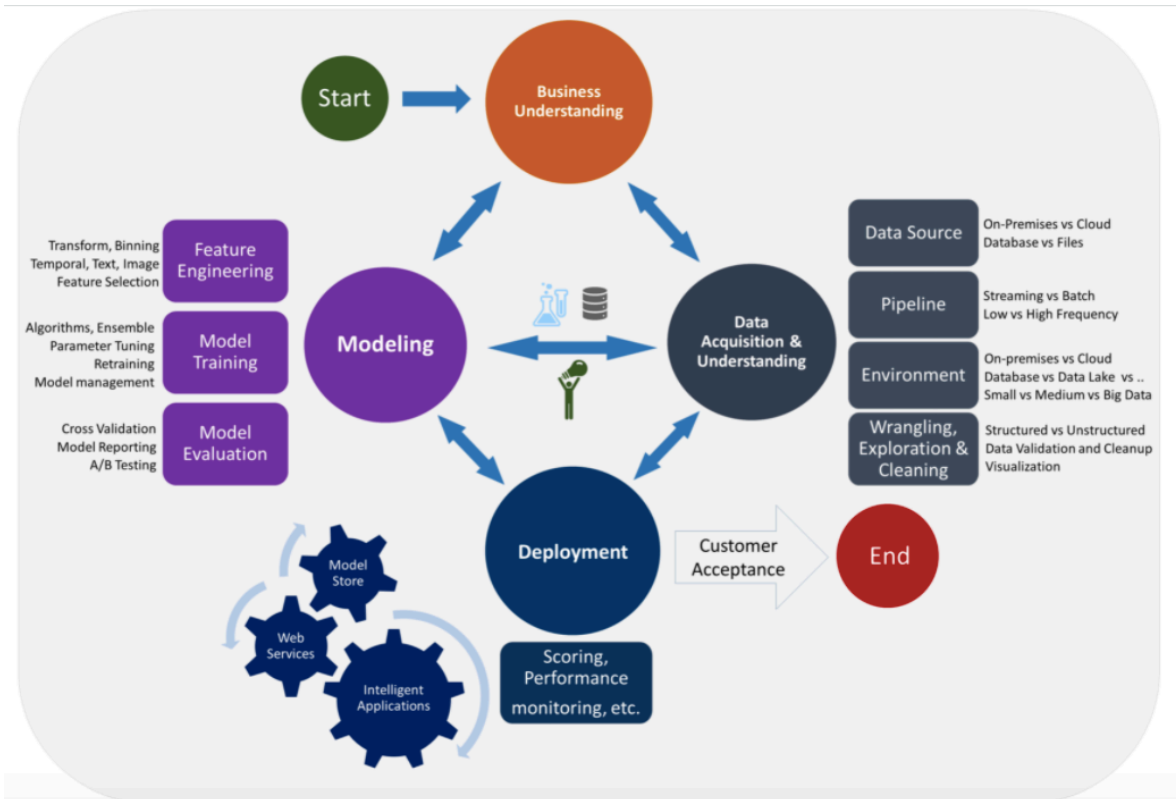 Start
Business
Understanding
Transform, Binning
Temporal, Text, Image
Feature Selection
Feature
Engineering
Algorithms, Ensemble
Parameter Tuning
Retraining
Model management
Model
Training
Cross Validation
Model Reporting
A/B Testing
Model
Evaluation
Modeling
Data
Acquisition &
Understanding
Data Source
On-Premises vs Cloud
Database vs Files
Pipeline
Streaming vs Batch
Low vs High Frequency
Environment
On-premises vs Cloud
Database vs Data Lake vs ..
Small vs Medium vs Big Data
Wrangling,
Exploration &
Cleaning
Structured vs Unstructured
Data Validation and Cleanup
Visualization
Deployment
Customer
Acceptance
End
Model
Store
Web
Services
Intelligent
Applications
Scoring,
Performance
monitoring, etc.